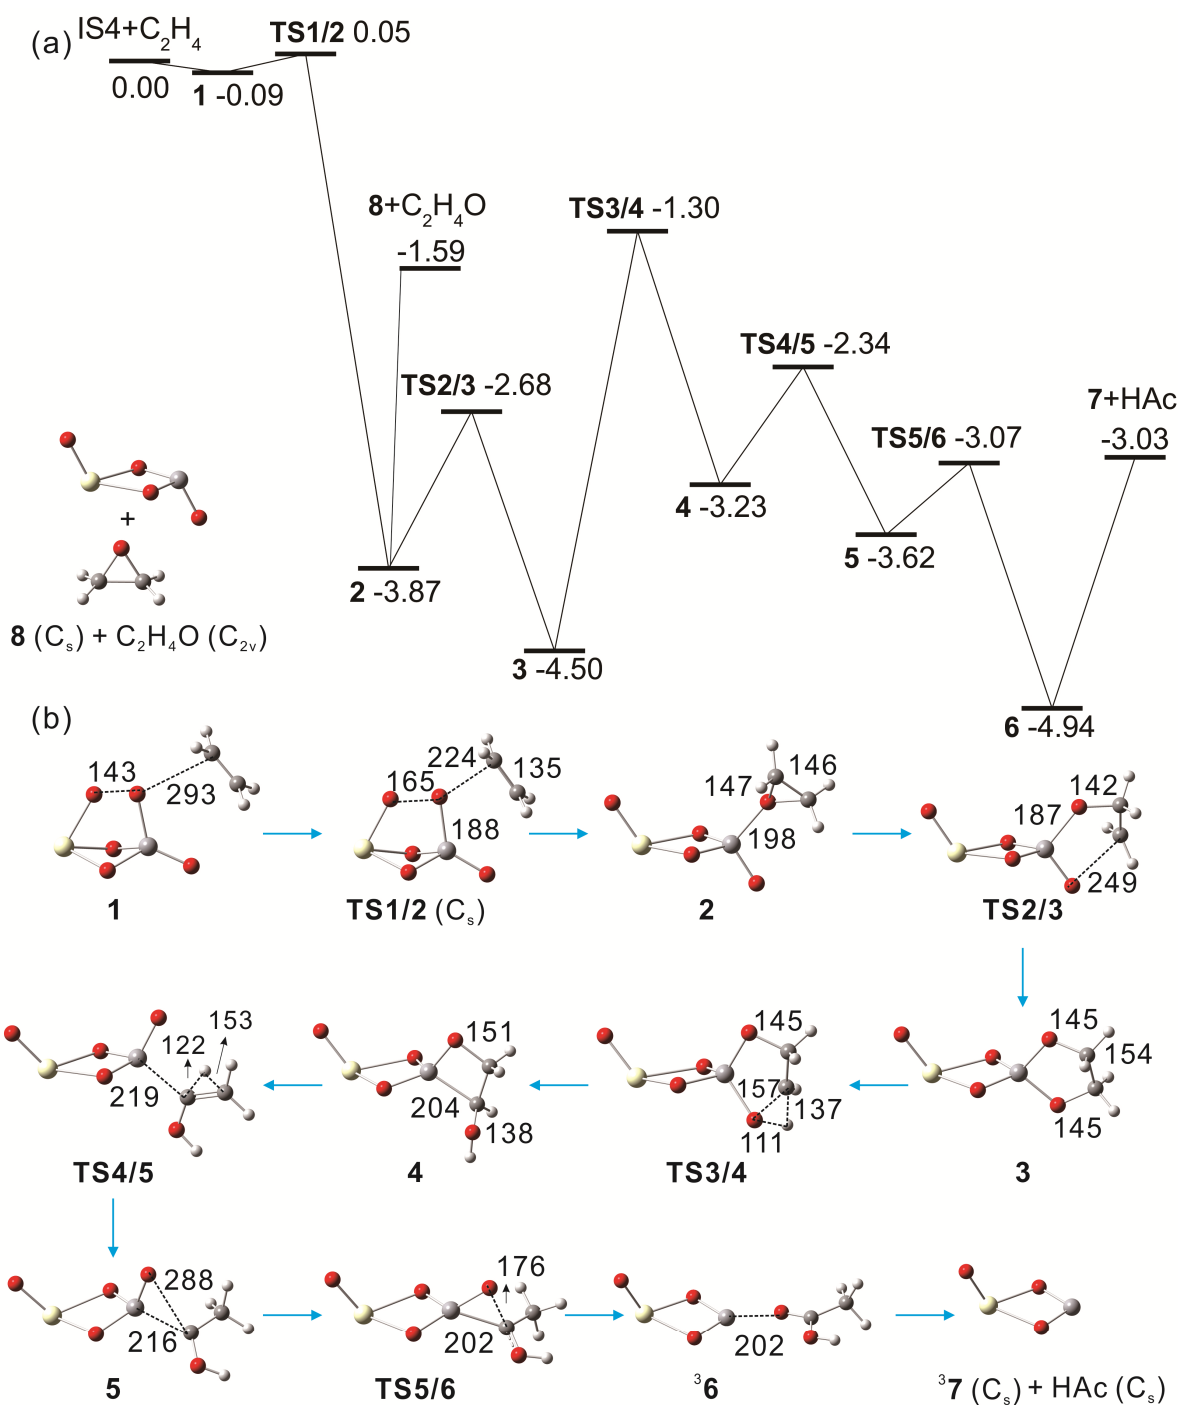 (a)
IS4+C₂H₄
0.00
1 -0.09
TS1/2 0.05
8+C₂H₄O
-1.59
TS2/3 -2.68
2 -3.87
3 -4.50
TS3/4 -1.30
4 -3.23
TS4/5 -2.34
5 -3.62
TS5/6 -3.07
6 -4.94
7+HAc
-3.03
+
8 (Cₛ) + C₂H₄O (C₂ᵥ)
(b)
143
293
1
165
224
135
188
TS1/2 (Cₛ)
147
146
198
2
187
142
249
TS2/3
122
153
219
TS4/5
151
204
138
4
145
157
137
111
TS3/4
145
154
145
3
288
216
5
176
202
TS5/6
202
³6
³7 (Cₛ) + HAc (Cₛ)